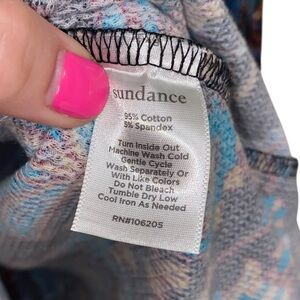 sundance
95% Cotton
5% Spandex
Turn Inside Out
Machine Wash Cold
Gentle Cycle
Wash Separately Or
With Like Colors
Do Not Bleach
Tumble Dry Low
Cool Iron As Needed
RN#106205